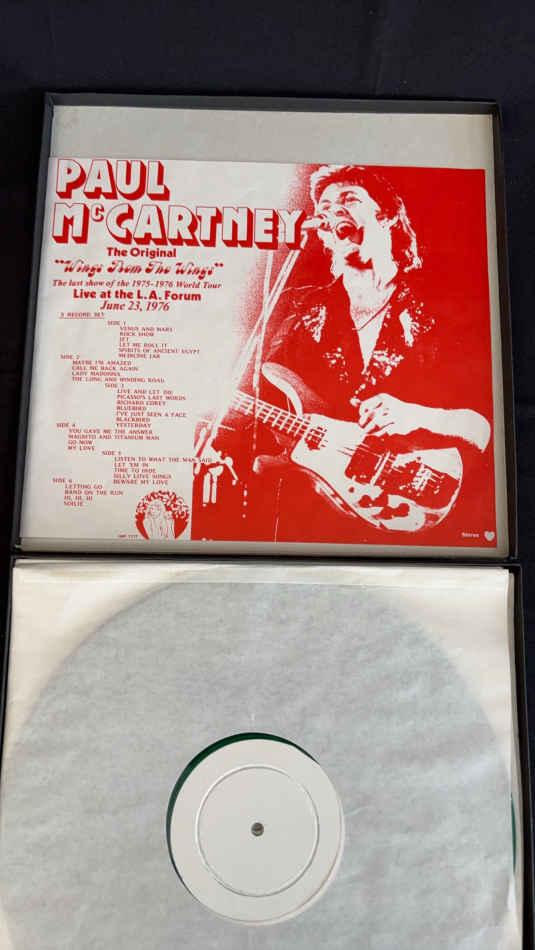 PAUL
McCARTNEY
The Original
"Wings From The Wings"
The last show of the 1975-1976 World Tour
Live at the L.A. Forum
June 23, 1976
3 RECORD SET
SIDE 1
VENUS AND MARS
ROCK SHOW
JET
LET ME ROLL IT
SPIRITS OF ANCIENT EGYPT
MEDICINE JAR
SIDE 2
MAYBE I'M AMAZED
CALL ME BACK AGAIN
LADY MADONNA
THE LONG AND WINDING ROAD
SIDE 3
LIVE AND LET DIE
PICASSO'S LAST WORDS
RICHARD COREY
BLUEBIRD
I'VE JUST SEEN A FACE
BLACKBIRD
YESTERDAY
SIDE 4
YOU GAVE ME THE ANSWER
MAGNETO AND TITANIUM MAN
GO NOW
MY LOVE
SIDE 5
LISTEN TO WHAT THE MAN SAID
LET 'EM IN
TIME TO HIDE
SILLY LOVE SONGS
BEWARE MY LOVE
SIDE 6
LETTING GO
BAND ON THE RUN
HI, HI, HI
SOILIE
Stereo